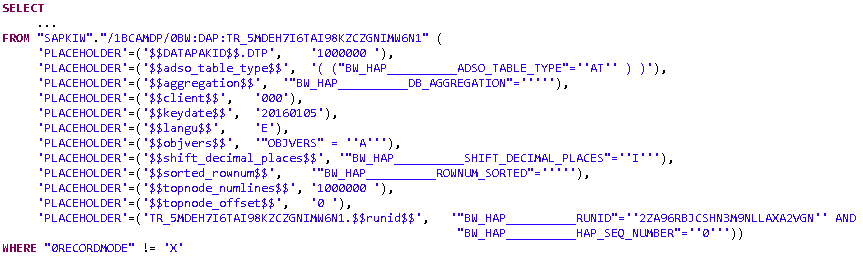 SELECT
...
FROM "SAPKIW"."/1BCAMDP/0BW:DAP:TR_5MDEH7I6TAI98KZCZGNIMW6N1" (
'PLACEHOLDER'=('$$DATAPAKID$$.DTP', '1000000 '),
'PLACEHOLDER'=('$$adso_table_type$$', '( ("BW_HAP__________ADSO_TABLE_TYPE"=''AT'' ) )'),
'PLACEHOLDER'=('$$aggregation$$', '"BW_HAP__________DB_AGGREGATION"='''''),
'PLACEHOLDER'=('$$client$$', '000'),
'PLACEHOLDER'=('$$keydate$$', '20160105'),
'PLACEHOLDER'=('$$langu$$', 'E'),
'PLACEHOLDER'=('$$objvers$$', '"OBJVERS" = ''A'''),
'PLACEHOLDER'=('$$shift_decimal_places$$', '"BW_HAP__________SHIFT_DECIMAL_PLACES"=''I'''),
'PLACEHOLDER'=('$$sorted_rownum$$', '"BW_HAP__________ROWNUM_SORTED"='''''),
'PLACEHOLDER'=('$$topnode_numlines$$', '1000000 '),
'PLACEHOLDER'=('$$topnode_offset$$', '0 '),
'PLACEHOLDER'=('TR_5MDEH7I6TAI98KZCZGNIMW6N1.$$runid$$', '"BW_HAP__________RUNID"=''2ZA96RBJCSHN3M9NLLAXA2VGN'' AND
"BW_HAP__________HAP_SEQ_NUMBER"=''0'''))
WHERE "0RECORDMODE" != 'X'